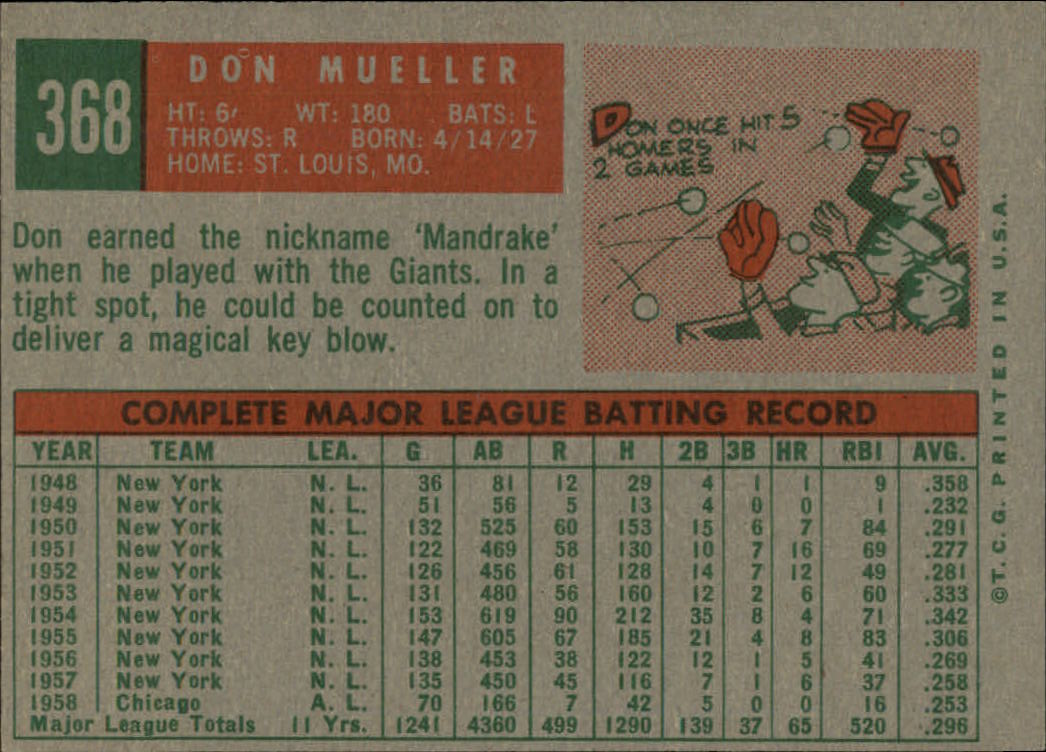 368
DON MUELLER
HT: 6' WT: 180 BATS: L
THROWS: R BORN: 4/14/27
HOME: ST. LOUIS, MO.
DON ONCE HIT 5
HOMERS IN
2 GAMES
Don earned the nickname 'Mandrake'
when he played with the Giants. In a
tight spot, he could be counted on to
deliver a magical key blow.
COMPLETE MAJOR LEAGUE BATTING RECORD
YEAR TEAM LEA. G AB R H 2B 3B HR RBI AVG.
1948 New York N. L. 36 81 12 29 4 1 1 9 .358
1949 New York N. L. 51 56 5 13 4 0 0 1 .232
1950 New York N. L. 132 525 60 153 15 6 7 84 .291
1951 New York N. L. 122 469 58 130 10 7 16 69 .277
1952 New York N. L. 126 456 61 128 14 7 12 49 .281
1953 New York N. L. 131 480 56 160 12 2 6 60 .333
1954 New York N. L. 153 619 90 212 35 8 4 71 .342
1955 New York N. L. 147 605 67 185 21 4 8 83 .306
1956 New York N. L. 138 453 38 122 12 1 5 41 .269
1957 New York N. L. 135 450 45 116 7 1 6 37 .258
1958 Chicago A. L. 70 166 7 42 5 0 0 16 .253
Major League Totals 11 Yrs. 1241 4360 499 1290 139 37 65 520 .296
©T. C. G. PRINTED IN U.S.A.